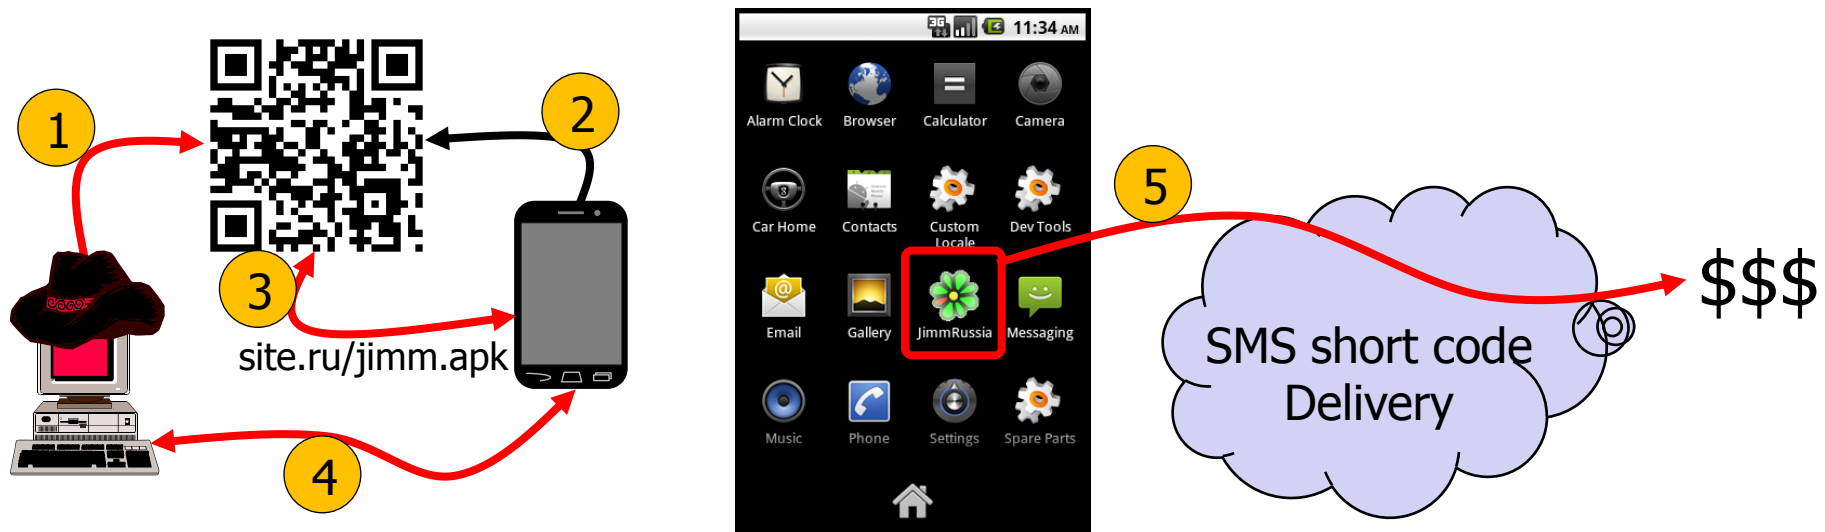 1
2
3
site.ru/jimm.apk
4
3G
11:34 AM
Alarm Clock
Browser
Calculator
Camera
Car Home
Contacts
Custom
Locale
Dev Tools
Email
Gallery
JimmRussia
Messaging
Music
Phone
Settings
Spare Parts
5
SMS short code
Delivery
$$$